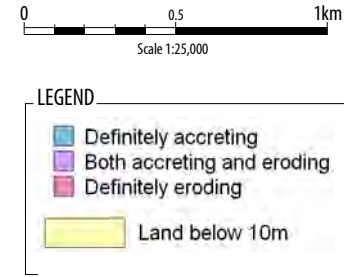 0 0.5 1km
Scale 1:25,000
LEGEND
Definitely accreting
Both accreting and eroding
Definitely eroding
Land below 10m